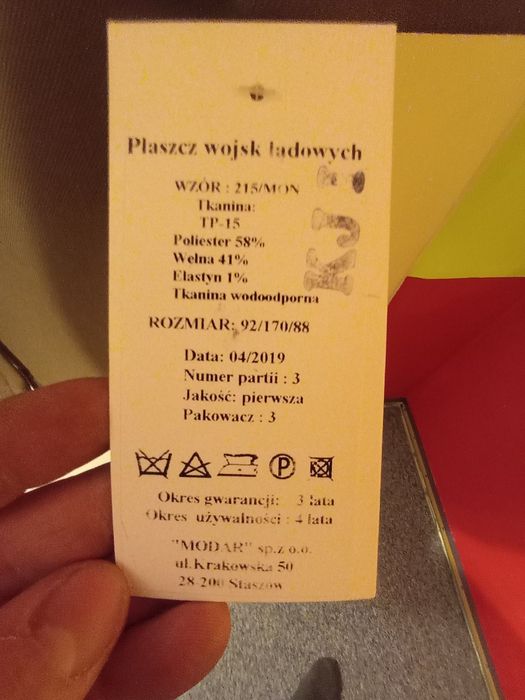 Płaszcz wojsk lądowych
WZÓR : 215/MON
Tkanina:
TP-15
Poliester 58%
Wełna 41%
Elastyn 1%
Tkanina wodoodporna
KJ
ROZMIAR: 92/170/88
Data: 04/2019
Numer partii : 3
Jakość: pierwsza
Pakowacz : 3
P
Okres gwarancji: 3 lata
Okres używalności : 4 lata
"MODAR" sp.z o.o.
ul.Krakowska 50
28-200 Staszów